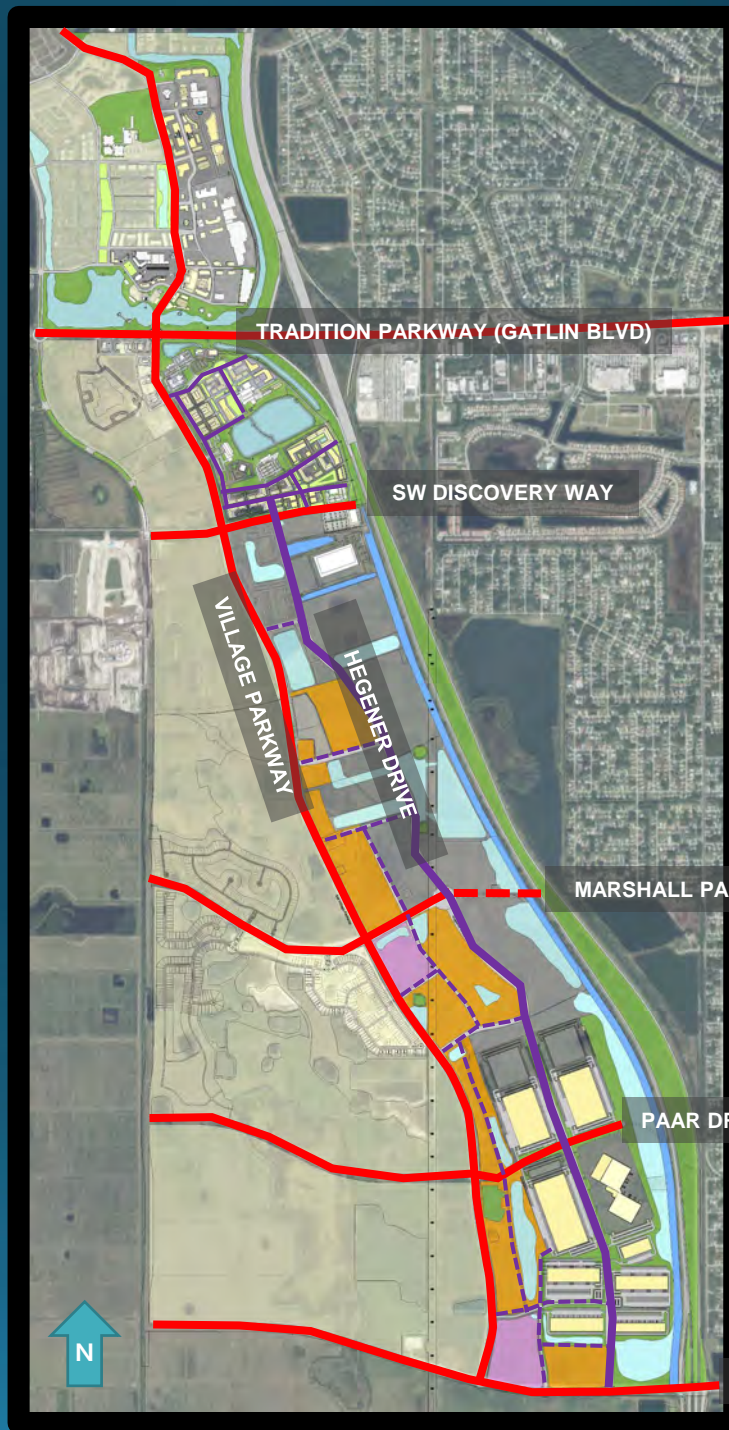 TRADITION PARKWAY (GATLIN BLVD)
SW DISCOVERY WAY
VILLAGE PARKWAY
HEGENER DRIVE
MARSHALL PA
PAAR DR
N